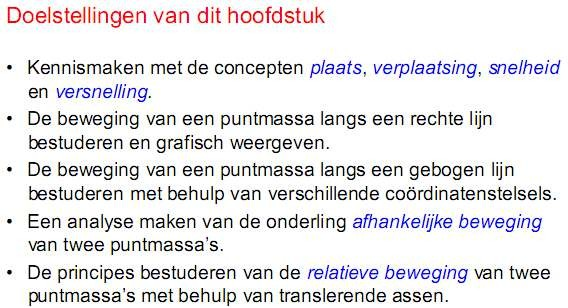 Doelstellingen van dit hoofdstuk
• Kennismaken met de concepten plaats, verplaatsing, snelheid
en versnelling.
• De beweging van een puntmassa langs een rechte lijn
bestuderen en grafisch weergeven.
• De beweging van een puntmassa langs een gebogen lijn
bestuderen met behulp van verschillende coördinatenstelsels.
• Een analyse maken van de onderling afhankelijke beweging
van twee puntmassa's.
• De principes bestuderen van de relatieve beweging van twee
puntmassa's met behulp van translerende assen.